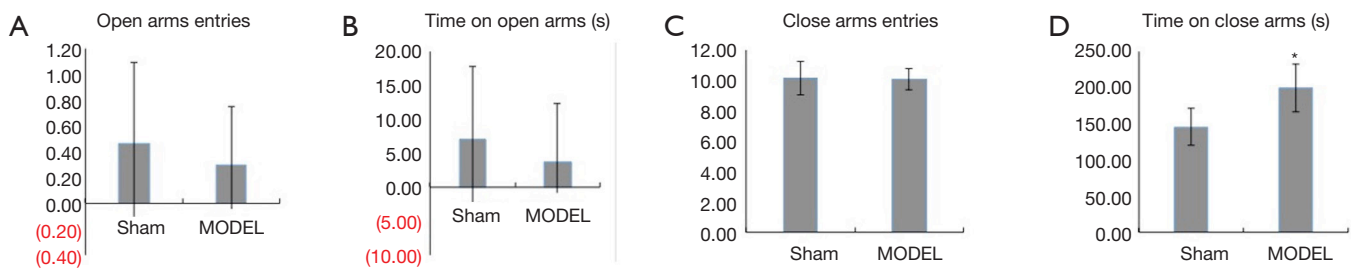 A
Open arms entries
1.20
1.00
0.80
0.60
0.40
0.20
0.00
(0.20)
(0.40)
Sham MODEL
B
Time on open arms (s)
20.00
15.00
10.00
5.00
0.00
(5.00)
(10.00)
Sham MODEL
C
Close arms entries
12.00
10.00
8.00
6.00
4.00
2.00
0.00
Sham MODEL
D
Time on close arms (s)
250.00
200.00
150.00
100.00
50.00
0.00
*
Sham MODEL